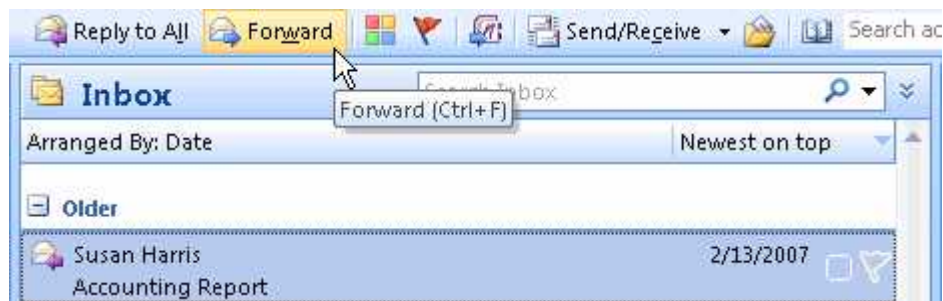 Reply to All Forward Send/Receive Search ad
Inbox Search Inbox
Forward (Ctrl+F)
Arranged By: Date Newest on top
Older
Susan Harris 2/13/2007
Accounting Report